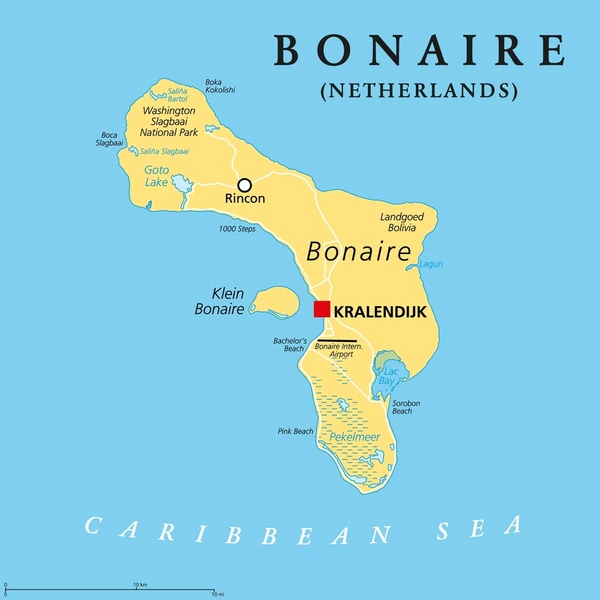 BONAIRE
(NETHERLANDS)
Boka
Kokolishi
Saliña
Bartol
Washington
Slagbaai
National Park
Boca
Slagbaai
Saliña Slagbaai
Goto
Lake
Rincon
1000 Steps
Landgoed
Bolivia
Bonaire
Lagun
Klein
Bonaire
KRALENDIJK
Bachelor's
Beach
Bonaire Intern.
Airport
Lac
Bay
Sorobon
Beach
Pink Beach
Pekelmeer
CARIBBEAN SEA
0 10 km
0 10 mi